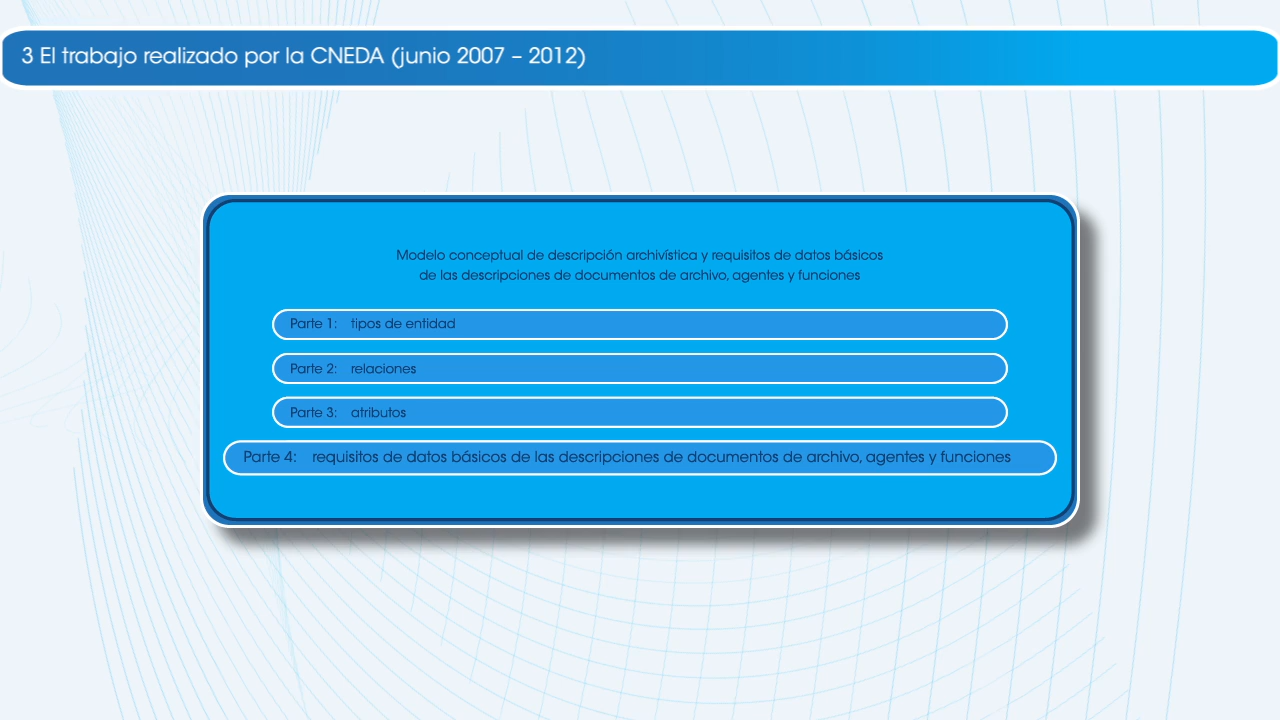 3 El trabajo realizado por la CNEDA (junio 2007 – 2012)
Modelo conceptual de descripción archivística y requisitos de datos básicos
de las descripciones de documentos de archivo, agentes y funciones
Parte 1: tipos de entidad
Parte 2: relaciones
Parte 3: atributos
Parte 4: requisitos de datos básicos de las descripciones de documentos de archivo, agentes y funciones